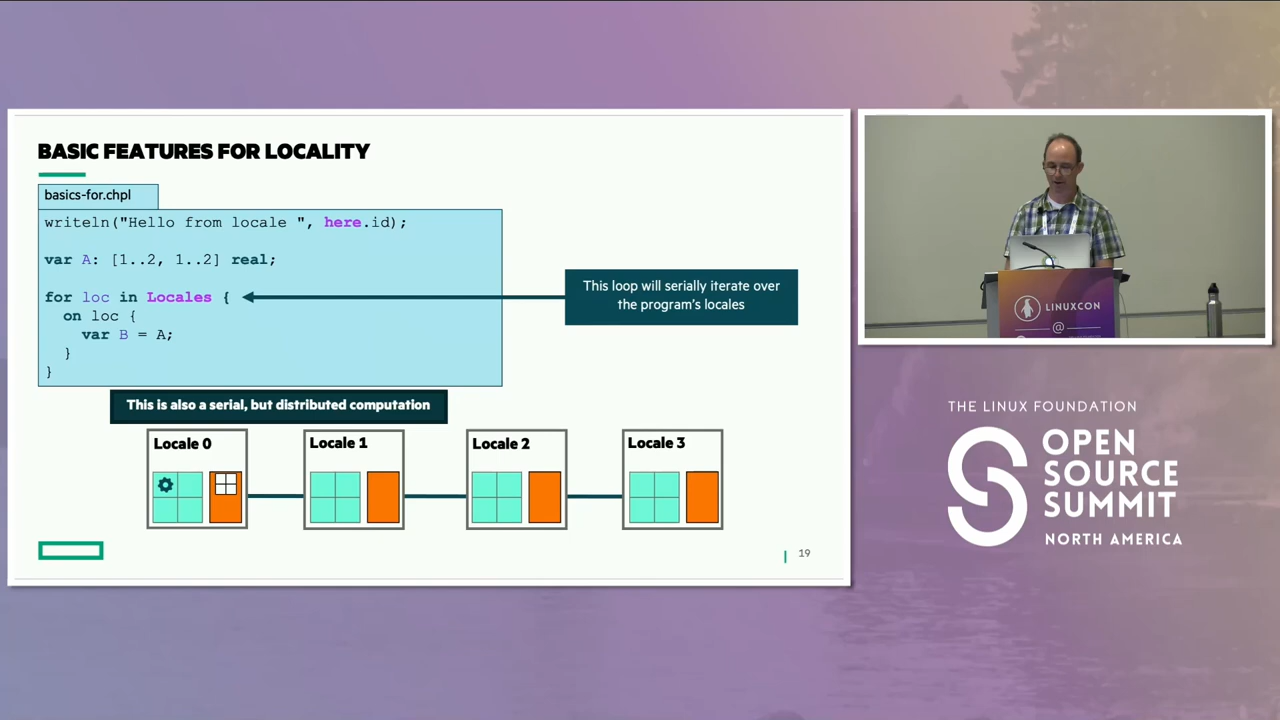 BASIC FEATURES FOR LOCALITY
basics-for.chpl
writeln("Hello from locale ", here.id);
var A: [1..2, 1..2] real;
for loc in Locales {
on loc {
var B = A;
}
}
This loop will serially iterate over
the program's locales
This is also a serial, but distributed computation
Locale 0
Locale 1
Locale 2
Locale 3
19
LINUXCON
@
THE LINUX FOUNDATION
OPEN
SOURCE
SUMMIT
NORTH AMERICA